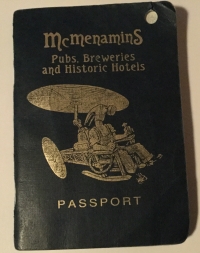 McMenamins
Pubs, Breweries
and Historic Hotels
PASSPORT